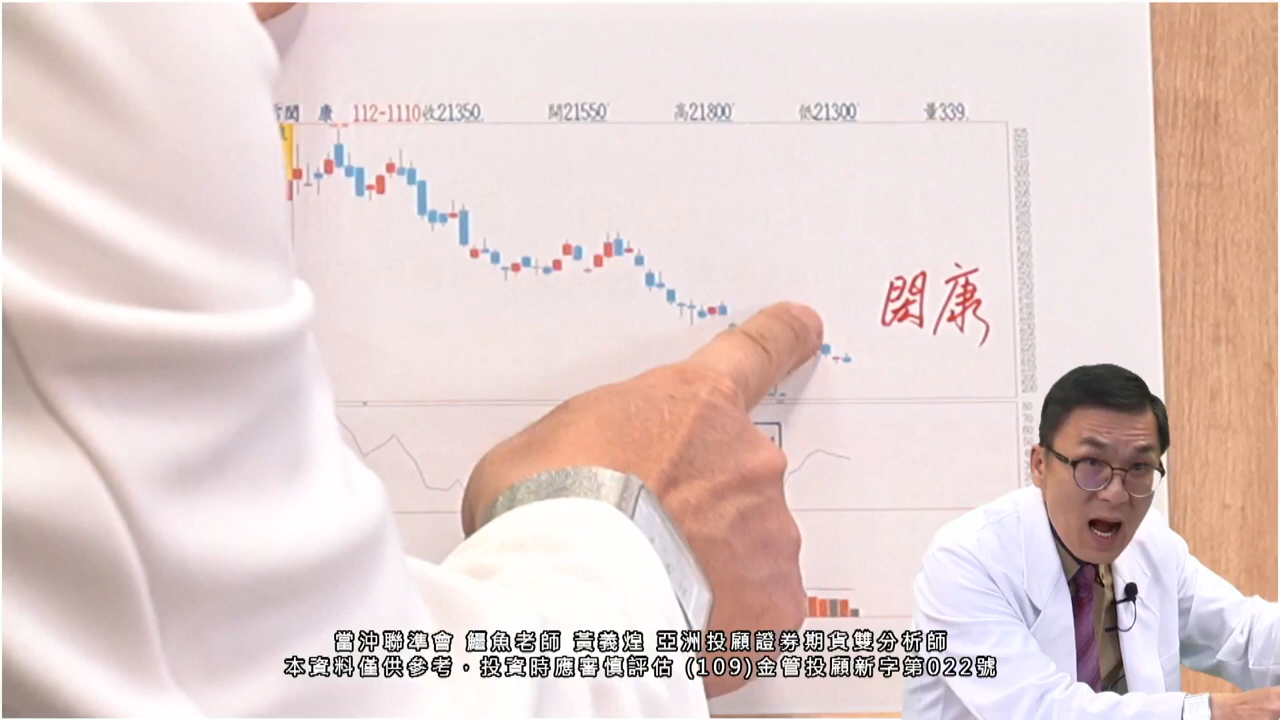 閎康 112-1110收21350 開21550 高21800 低21300 量339
閎康
當沖聯準會 鱷魚老師 黃義煌 亞洲投顧證券期貨雙分析師
本資料僅供參考，投資時應審慎評估 (109)金管投顧新字第022號